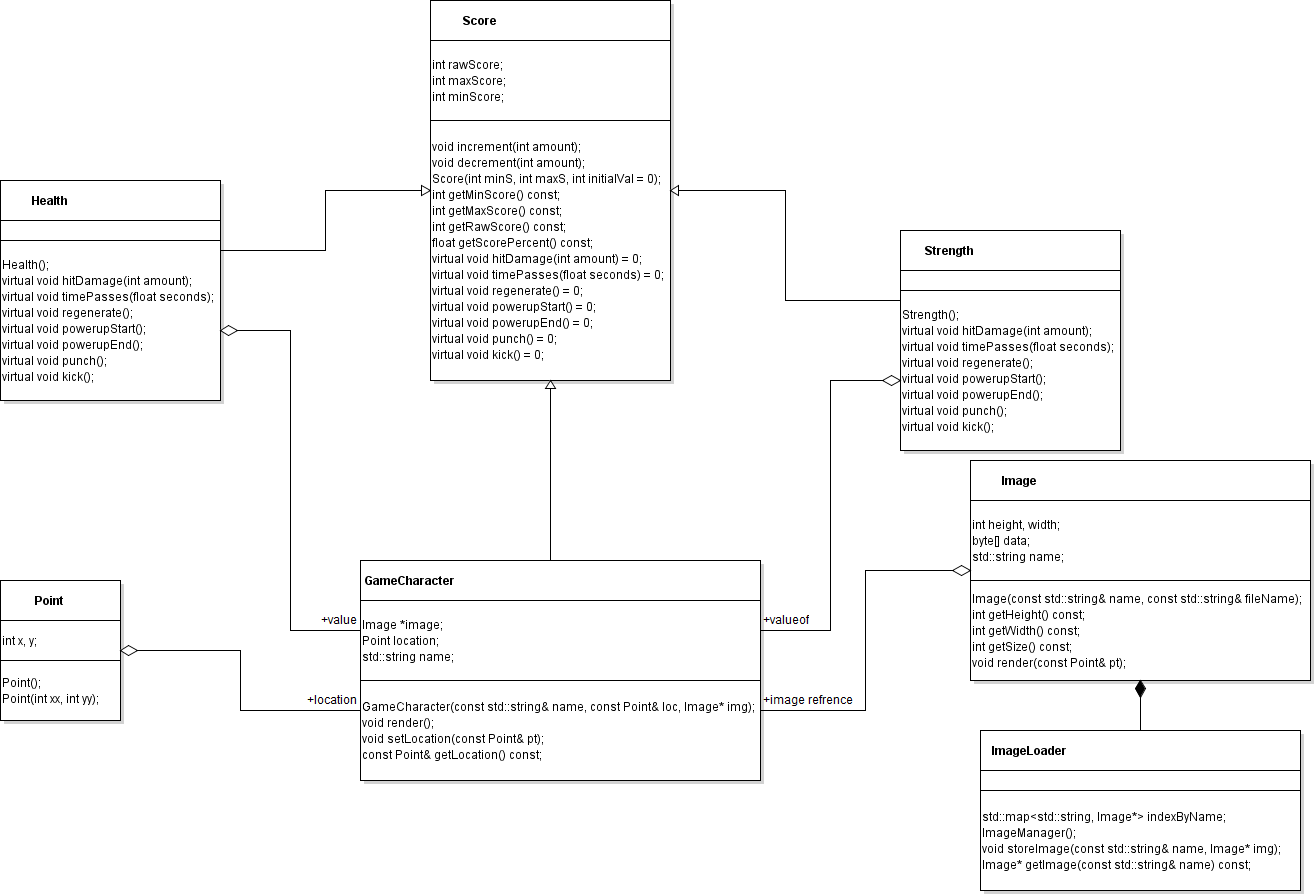 Score
int rawScore;
int maxScore;
int minScore;
void increment(int amount);
void decrement(int amount);
Score(int minS, int maxS, int initialVal = 0);
int getMinScore() const;
int getMaxScore() const;
int getRawScore() const;
float getScorePercent() const;
virtual void hitDamage(int amount) = 0;
virtual void timePasses(float seconds) = 0;
virtual void regenerate() = 0;
virtual void powerupStart() = 0;
virtual void powerupEnd() = 0;
virtual void punch() = 0;
virtual void kick() = 0;
Health
Health();
virtual void hitDamage(int amount);
virtual void timePasses(float seconds);
virtual void regenerate();
virtual void powerupStart();
virtual void powerupEnd();
virtual void punch();
virtual void kick();
Strength
Strength();
virtual void hitDamage(int amount);
virtual void timePasses(float seconds);
virtual void regenerate();
virtual void powerupStart();
virtual void powerupEnd();
virtual void punch();
virtual void kick();
Image
int height, width;
byte[] data;
std::string name;
Image(const std::string& name, const std::string& fileName);
int getHeight() const;
int getWidth() const;
int getSize() const;
void render(const Point& pt);
GameCharacter
Image *image;
Point location;
std::string name;
GameCharacter(const std::string& name, const Point& loc, Image* img);
void render();
void setLocation(const Point& pt);
const Point& getLocation() const;
+value
+valueof
+location
+image refrence
Point
int x, y;
Point();
Point(int xx, int yy);
ImageLoader
std::map<std::string, Image*> indexByName;
ImageManager();
void storeImage(const std::string& name, Image* img);
Image* getImage(const std::string& name) const;